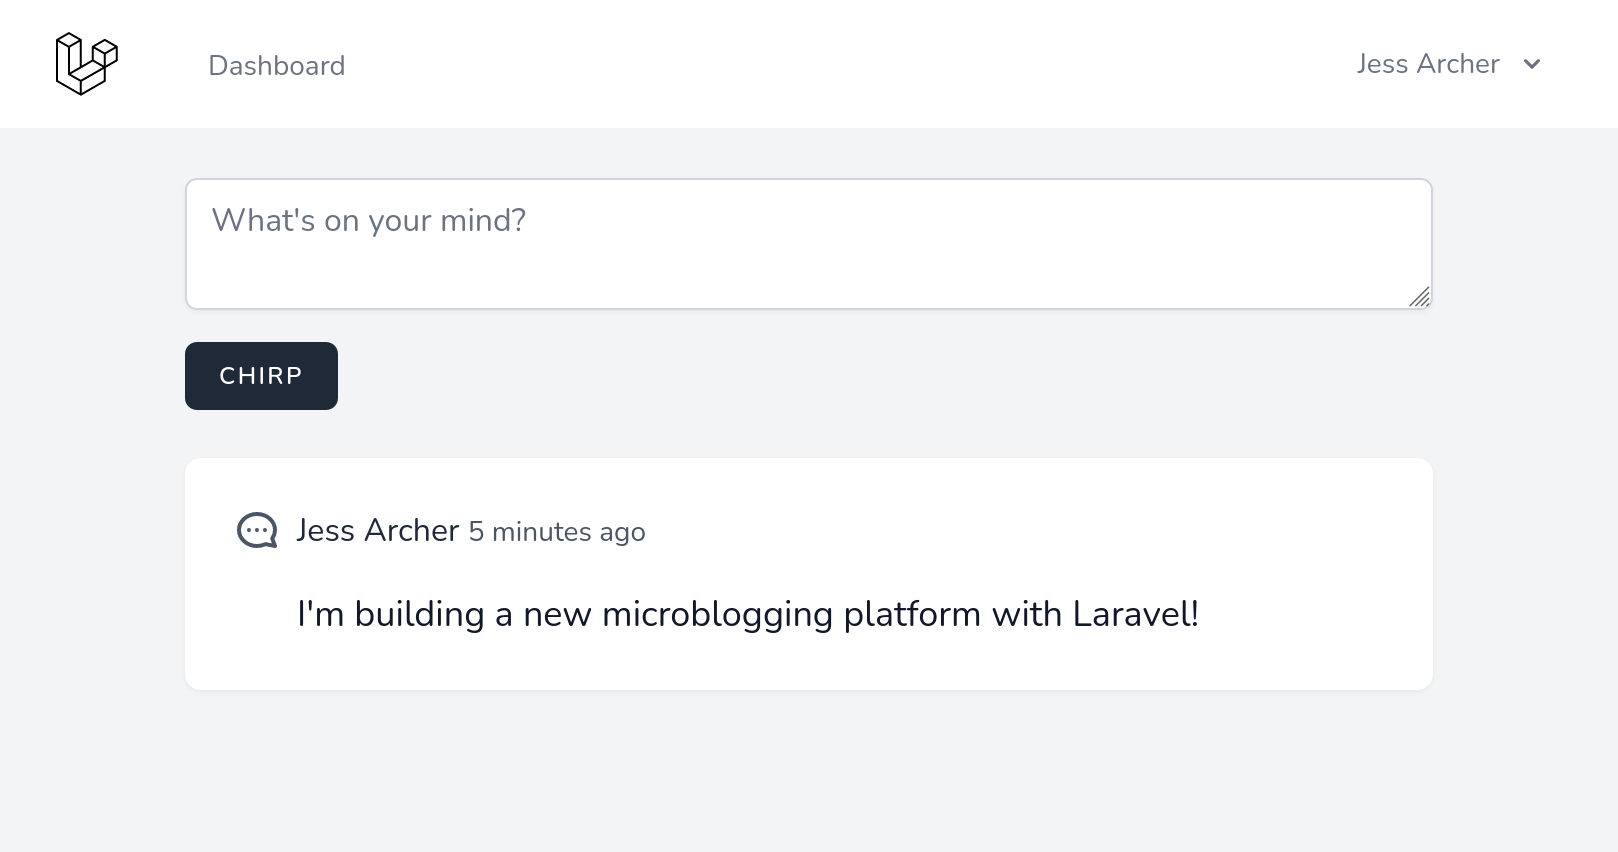 Dashboard
Jess Archer
What's on your mind?
CHIRP
Jess Archer 5 minutes ago
I'm building a new microblogging platform with Laravel!